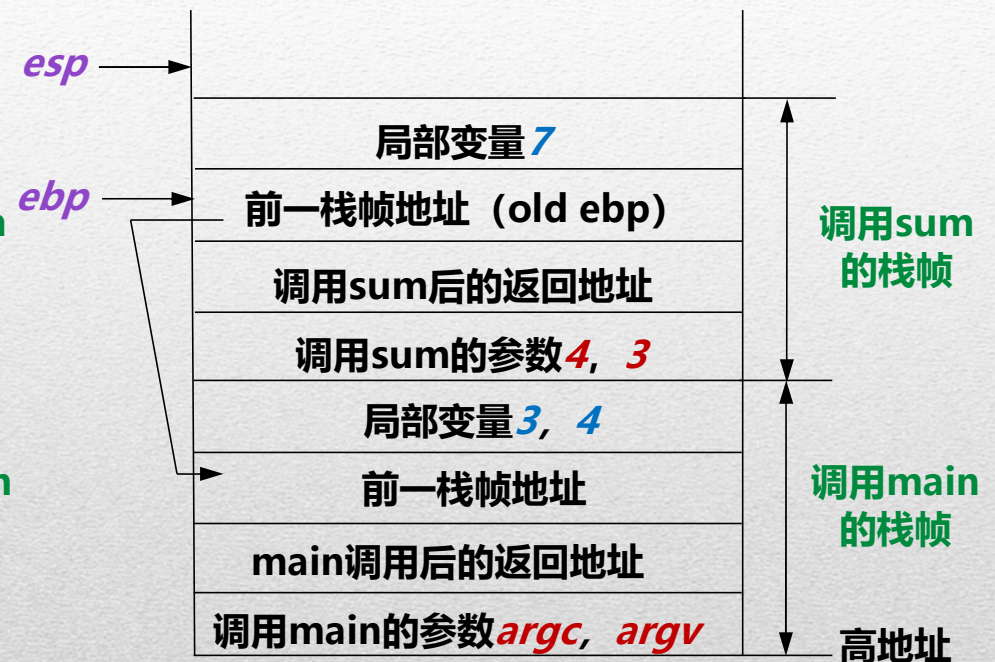 esp
局部变量7
ebp
前一栈帧地址（old ebp）
调用sum
的栈帧
调用sum后的返回地址
调用sum的参数4，3
局部变量3，4
前一栈帧地址
调用main
的栈帧
main调用后的返回地址
调用main的参数argc，argv
高地址